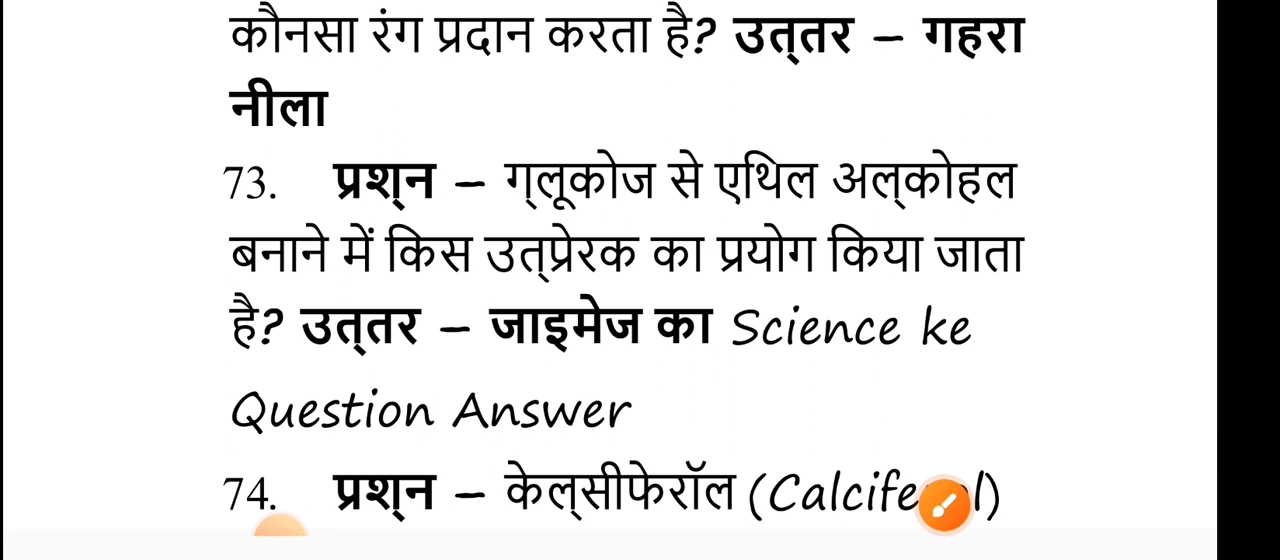 कौनसा रंग प्रदान करता है? उत्तर – गहरा
नीला
73. प्रश्न – ग्लूकोज से एथिल अल्कोहल
बनाने में किस उत्प्रेरक का प्रयोग किया जाता
है? उत्तर – जाइमेज का Science ke
Question Answer
74. प्रश्न – केल्सीफेरॉल